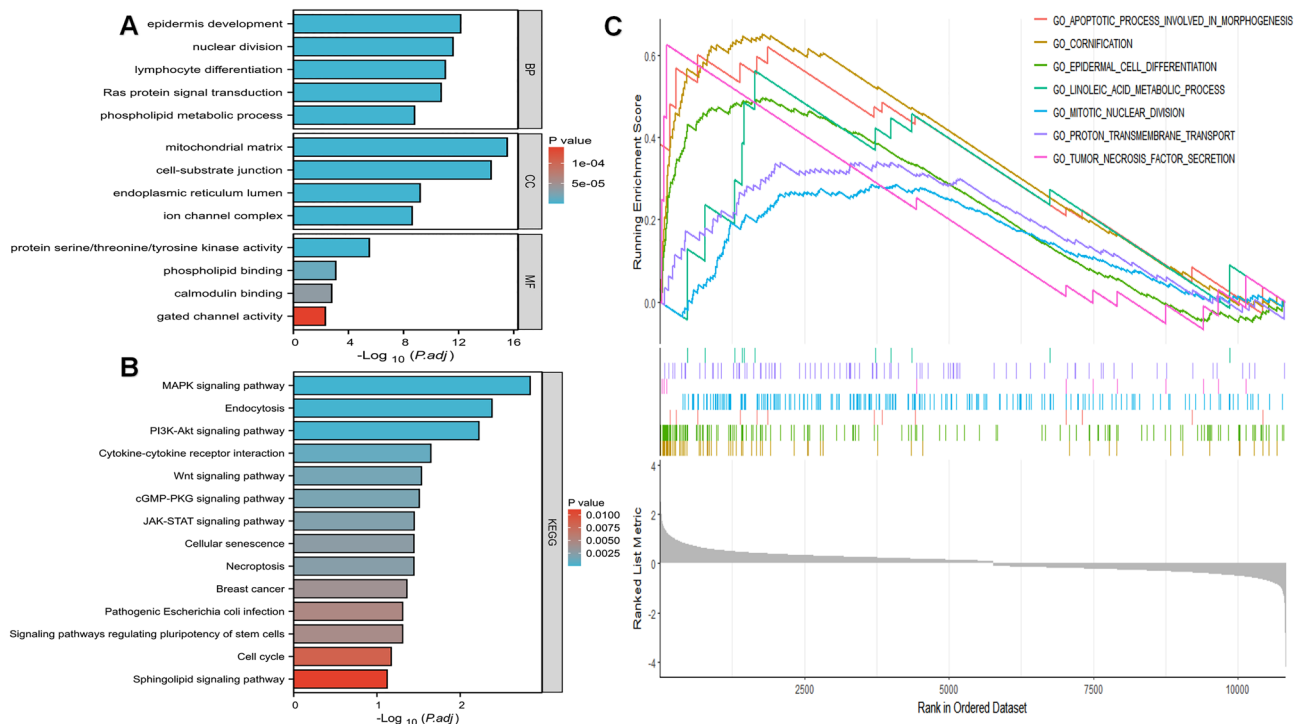 A
epidermis development
nuclear division
lymphocyte differentiation
Ras protein signal transduction
phospholipid metabolic process
BP
mitochondrial matrix
cell-substrate junction
endoplasmic reticulum lumen
ion channel complex
CC
protein serine/threonine/tyrosine kinase activity
phospholipid binding
calmodulin binding
gated channel activity
MF
0 4 8 12 16
-Log 10 (P.adj)
P value
1e-04
5e-05
B
MAPK signaling pathway
Endocytosis
PI3K-Akt signaling pathway
Cytokine-cytokine receptor interaction
Wnt signaling pathway
cGMP-PKG signaling pathway
JAK-STAT signaling pathway
Cellular senescence
Necroptosis
Breast cancer
Pathogenic Escherichia coli infection
Signaling pathways regulating pluripotency of stem cells
Cell cycle
Sphingolipid signaling pathway
KEGG
0 1 2
-Log 10 (P.adj)
P value
0.0100
0.0075
0.0050
0.0025
C
GO_APOPTOTIC_PROCESS_INVOLVED_IN_MORPHOGENESIS
GO_CORNIFICATION
GO_EPIDERMAL_CELL_DIFFERENTIATION
GO_LINOLEIC_ACID_METABOLIC_PROCESS
GO_MITOTIC_NUCLEAR_DIVISION
GO_PROTON_TRANSMEMBRANE_TRANSPORT
GO_TUMOR_NECROSIS_FACTOR_SECRETION
Running Enrichment Score
0.6
0.4
0.2
0.0
Ranked List Metric
4
2
0
-2
-4
2500 5000 7500 10000
Rank in Ordered Dataset